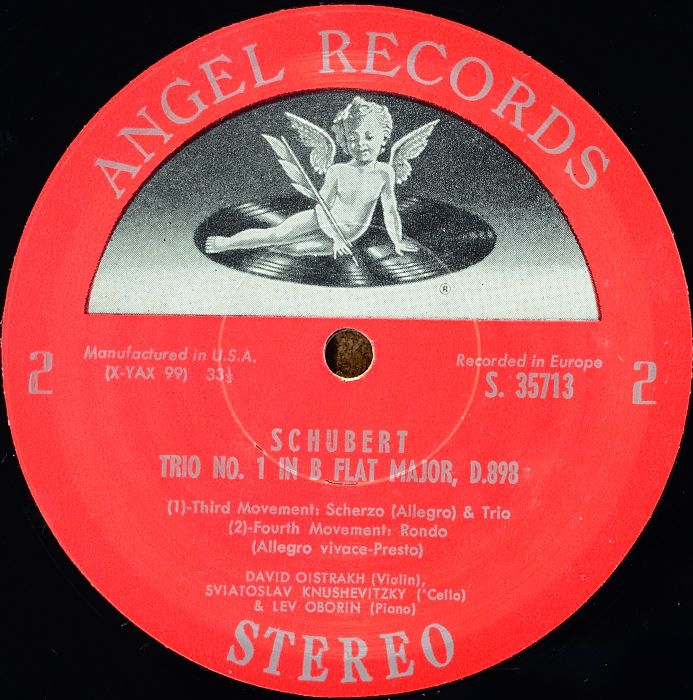 ANGEL RECORDS
®
2
Manufactured in U.S.A.
(X-YAX 99) 33⅓
Recorded in Europe
S. 35713
2
SCHUBERT
TRIO NO. 1 IN B FLAT MAJOR, D.898
(1)-Third Movement: Scherzo (Allegro) & Trio
(2)-Fourth Movement: Rondo
(Allegro vivace-Presto)
DAVID OISTRAKH (Violin),
SVIATOSLAV KNUSHEVITZKY ('Cello)
& LEV OBORIN (Piano)
STEREO